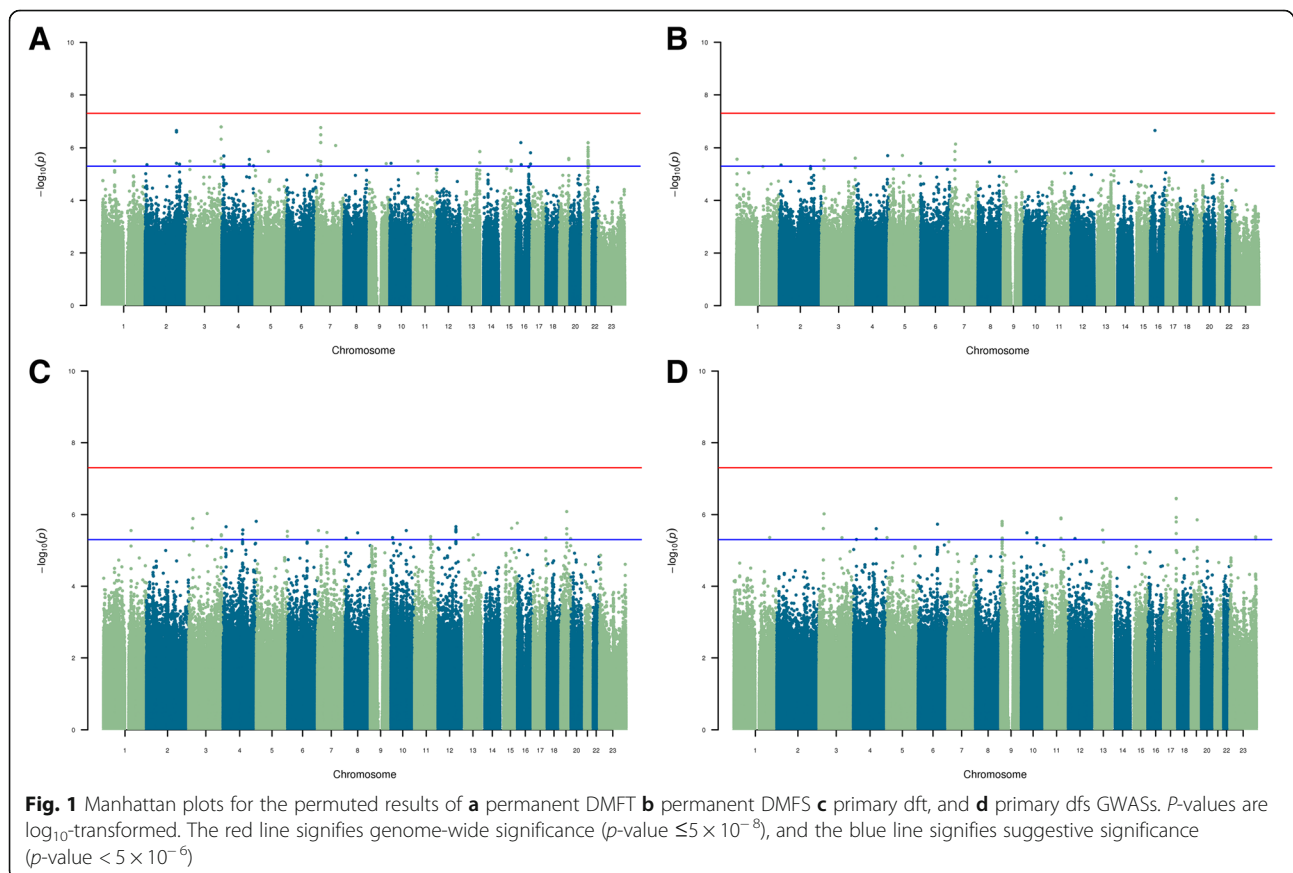 A
10
8
6
4
2
0
−log10(p)
1 2 3 4 5 6 7 8 9 10 11 12 13 14 15 16 17 18 20 22 23
Chromosome
B
10
8
6
4
2
0
−log10(p)
1 2 3 4 5 6 7 8 9 10 11 12 13 14 16 18 20 22 23
Chromosome
C
10
8
6
4
2
0
−log10(p)
1 2 3 4 5 6 7 8 9 10 11 12 13 14 15 16 17 18 20 22 23
Chromosome
D
10
8
6
4
2
0
−log10(p)
1 2 3 4 5 6 7 8 9 10 11 12 13 14 15 16 17 18 20 22 23
Chromosome
Fig. 1 Manhattan plots for the permuted results of a permanent DMFT b permanent DMFS c primary dft, and d primary dfs GWASs. P-values are
log10-transformed. The red line signifies genome-wide significance (p-value ≤5 × 10−8), and the blue line signifies suggestive significance
(p-value < 5 × 10−6)